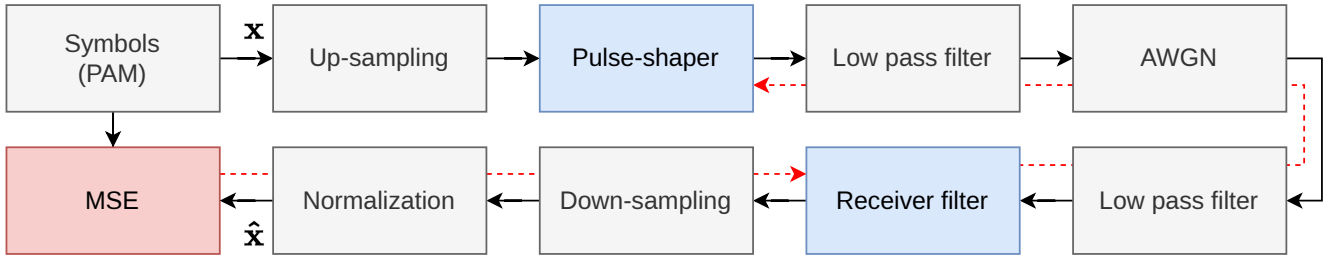 Symbols
(PAM)
x
Up-sampling
Pulse-shaper
Low pass filter
AWGN
MSE
x̂
Normalization
Down-sampling
Receiver filter
Low pass filter